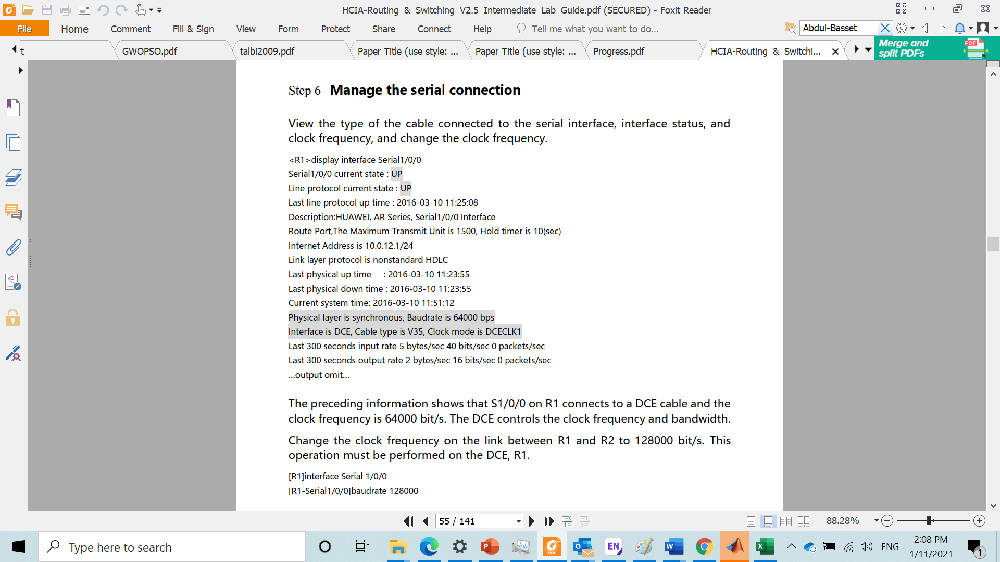 HCIA-Routing_&_Switching_V2.5_Intermediate_Lab_Guide.pdf (SECURED) - Foxit Reader
File Home Comment Fill & Sign View Form Protect Share Connect Help Tell me what you want to do... Abdul-Basset
t GWOPSO.pdf talbi2009.pdf Paper Title (use style: ... Paper Title (use style: ... Progress.pdf HCIA-Routing_&_Switchi... Merge and
split PDFs PDF
Step 6 Manage the serial connection
View the type of the cable connected to the serial interface, interface status, and
clock frequency, and change the clock frequency.
<R1>display interface Serial1/0/0
Serial1/0/0 current state : UP
Line protocol current state : UP
Last line protocol up time : 2016-03-10 11:25:08
Description:HUAWEI, AR Series, Serial1/0/0 Interface
Route Port,The Maximum Transmit Unit is 1500, Hold timer is 10(sec)
Internet Address is 10.0.12.1/24
Link layer protocol is nonstandard HDLC
Last physical up time : 2016-03-10 11:23:55
Last physical down time : 2016-03-10 11:23:55
Current system time: 2016-03-10 11:51:12
Physical layer is synchronous, Baudrate is 64000 bps
Interface is DCE, Cable type is V35, Clock mode is DCECLK1
Last 300 seconds input rate 5 bytes/sec 40 bits/sec 0 packets/sec
Last 300 seconds output rate 2 bytes/sec 16 bits/sec 0 packets/sec
...output omit...
The preceding information shows that S1/0/0 on R1 connects to a DCE cable and the
clock frequency is 64000 bit/s. The DCE controls the clock frequency and bandwidth.
Change the clock frequency on the link between R1 and R2 to 128000 bit/s. This
operation must be performed on the DCE, R1.
[R1]interface Serial 1/0/0
[R1-Serial1/0/0]baudrate 128000
55 / 141 88.28%
Type here to search EN ENG 2:08 PM
1/11/2021 1